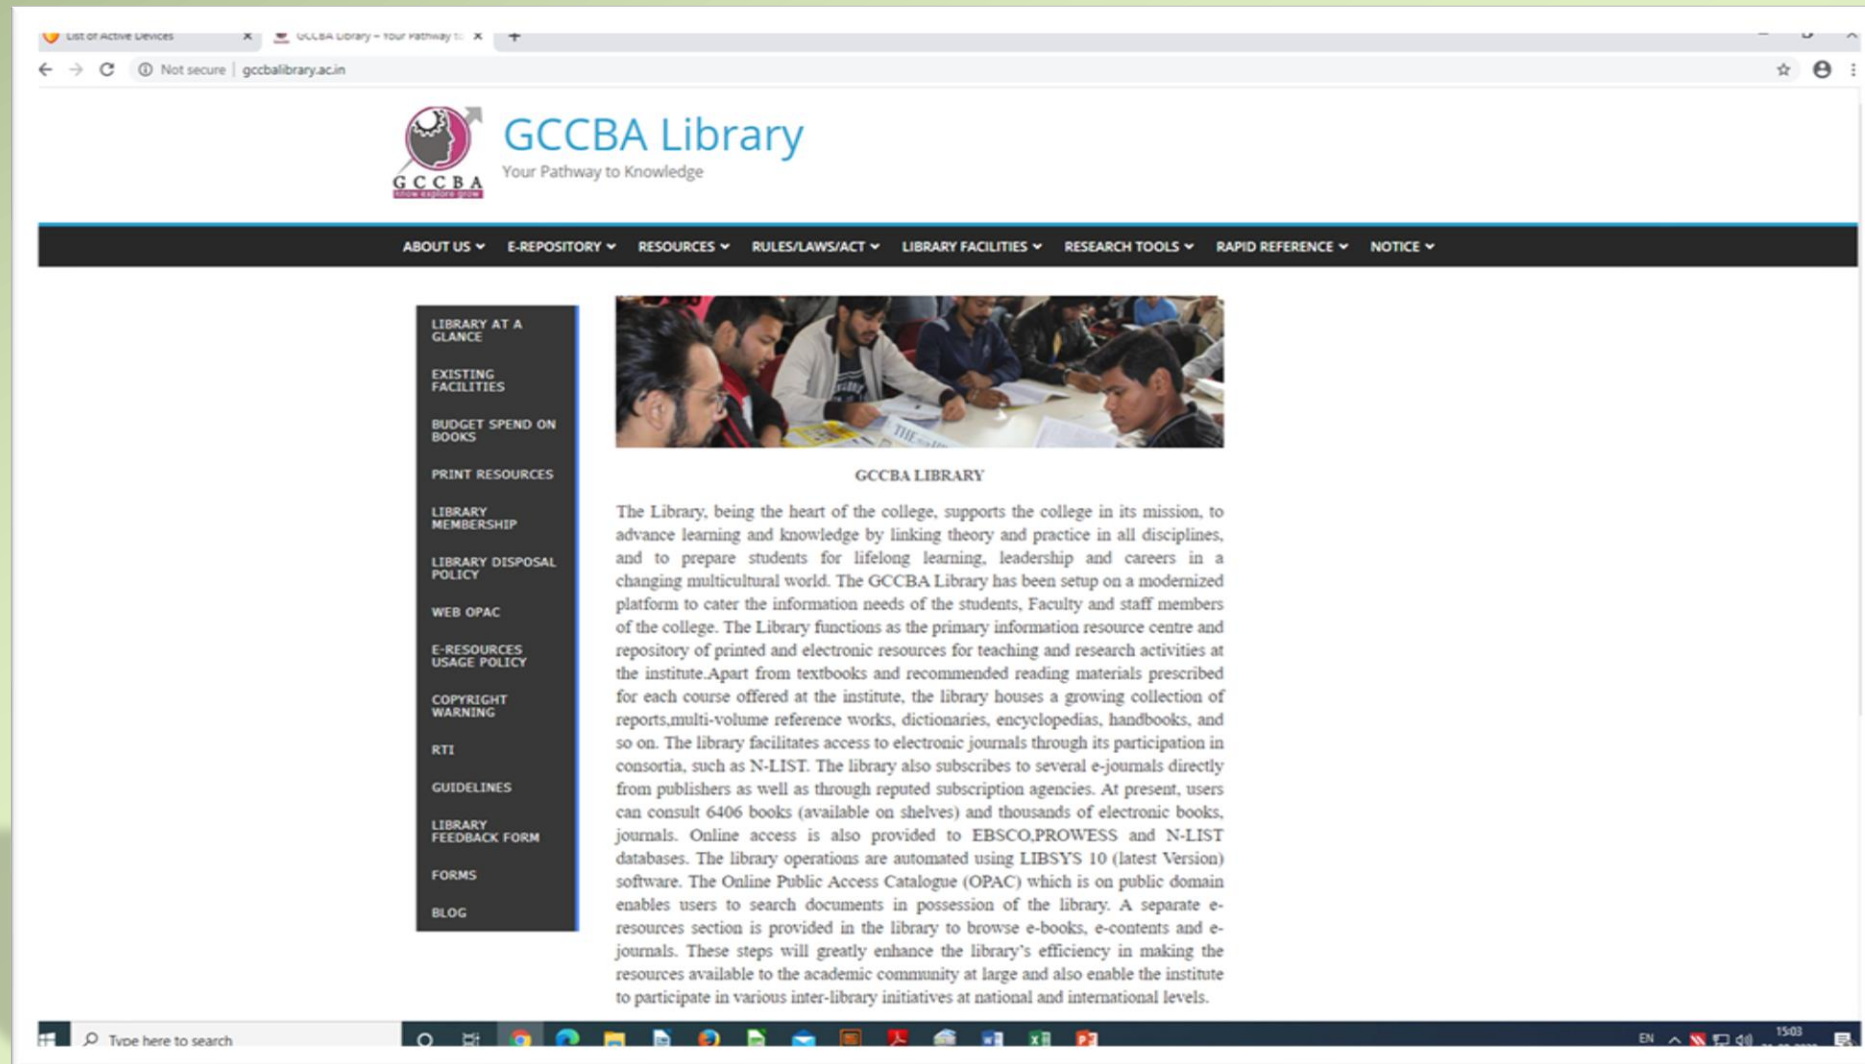 List of Active Devices
GCCBA Library – Your Pathway to
Not secure | gccbalibrary.ac.in
GCCBA
know explore grow
GCCBA Library
Your Pathway to Knowledge
ABOUT US E-REPOSITORY RESOURCES RULES/LAWS/ACT LIBRARY FACILITIES RESEARCH TOOLS RAPID REFERENCE NOTICE
LIBRARY AT A
GLANCE
EXISTING
FACILITIES
BUDGET SPEND ON
BOOKS
PRINT RESOURCES
LIBRARY
MEMBERSHIP
LIBRARY DISPOSAL
POLICY
WEB OPAC
E-RESOURCES
USAGE POLICY
COPYRIGHT
WARNING
RTI
GUIDELINES
LIBRARY
FEEDBACK FORM
FORMS
BLOG
THE
GCCBA LIBRARY
The Library, being the heart of the college, supports the college in its mission, to
advance learning and knowledge by linking theory and practice in all disciplines,
and to prepare students for lifelong learning, leadership and careers in a
changing multicultural world. The GCCBA Library has been setup on a modernized
platform to cater the information needs of the students, Faculty and staff members
of the college. The Library functions as the primary information resource centre and
repository of printed and electronic resources for teaching and research activities at
the institute.Apart from textbooks and recommended reading materials prescribed
for each course offered at the institute, the library houses a growing collection of
reports,multi-volume reference works, dictionaries, encyclopedias, handbooks, and
so on. The library facilitates access to electronic journals through its participation in
consortia, such as N-LIST. The library also subscribes to several e-journals directly
from publishers as well as through reputed subscription agencies. At present, users
can consult 6406 books (available on shelves) and thousands of electronic books,
journals. Online access is also provided to EBSCO,PROWESS and N-LIST
databases. The library operations are automated using LIBSYS 10 (latest Version)
software. The Online Public Access Catalogue (OPAC) which is on public domain
enables users to search documents in possession of the library. A separate e-
resources section is provided in the library to browse e-books, e-contents and e-
journals. These steps will greatly enhance the library's efficiency in making the
resources available to the academic community at large and also enable the institute
to participate in various inter-library initiatives at national and international levels.
Type here to search
EN
15:03